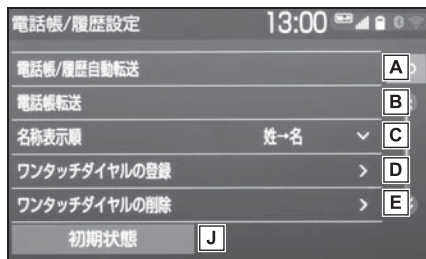 電話帳/履歴設定 13:00
電話帳/履歴自動転送 A
電話帳転送 B
名称表示順 姓→名 C
ワンタッチダイヤルの登録 > D
ワンタッチダイヤルの削除 > E
初期状態 J